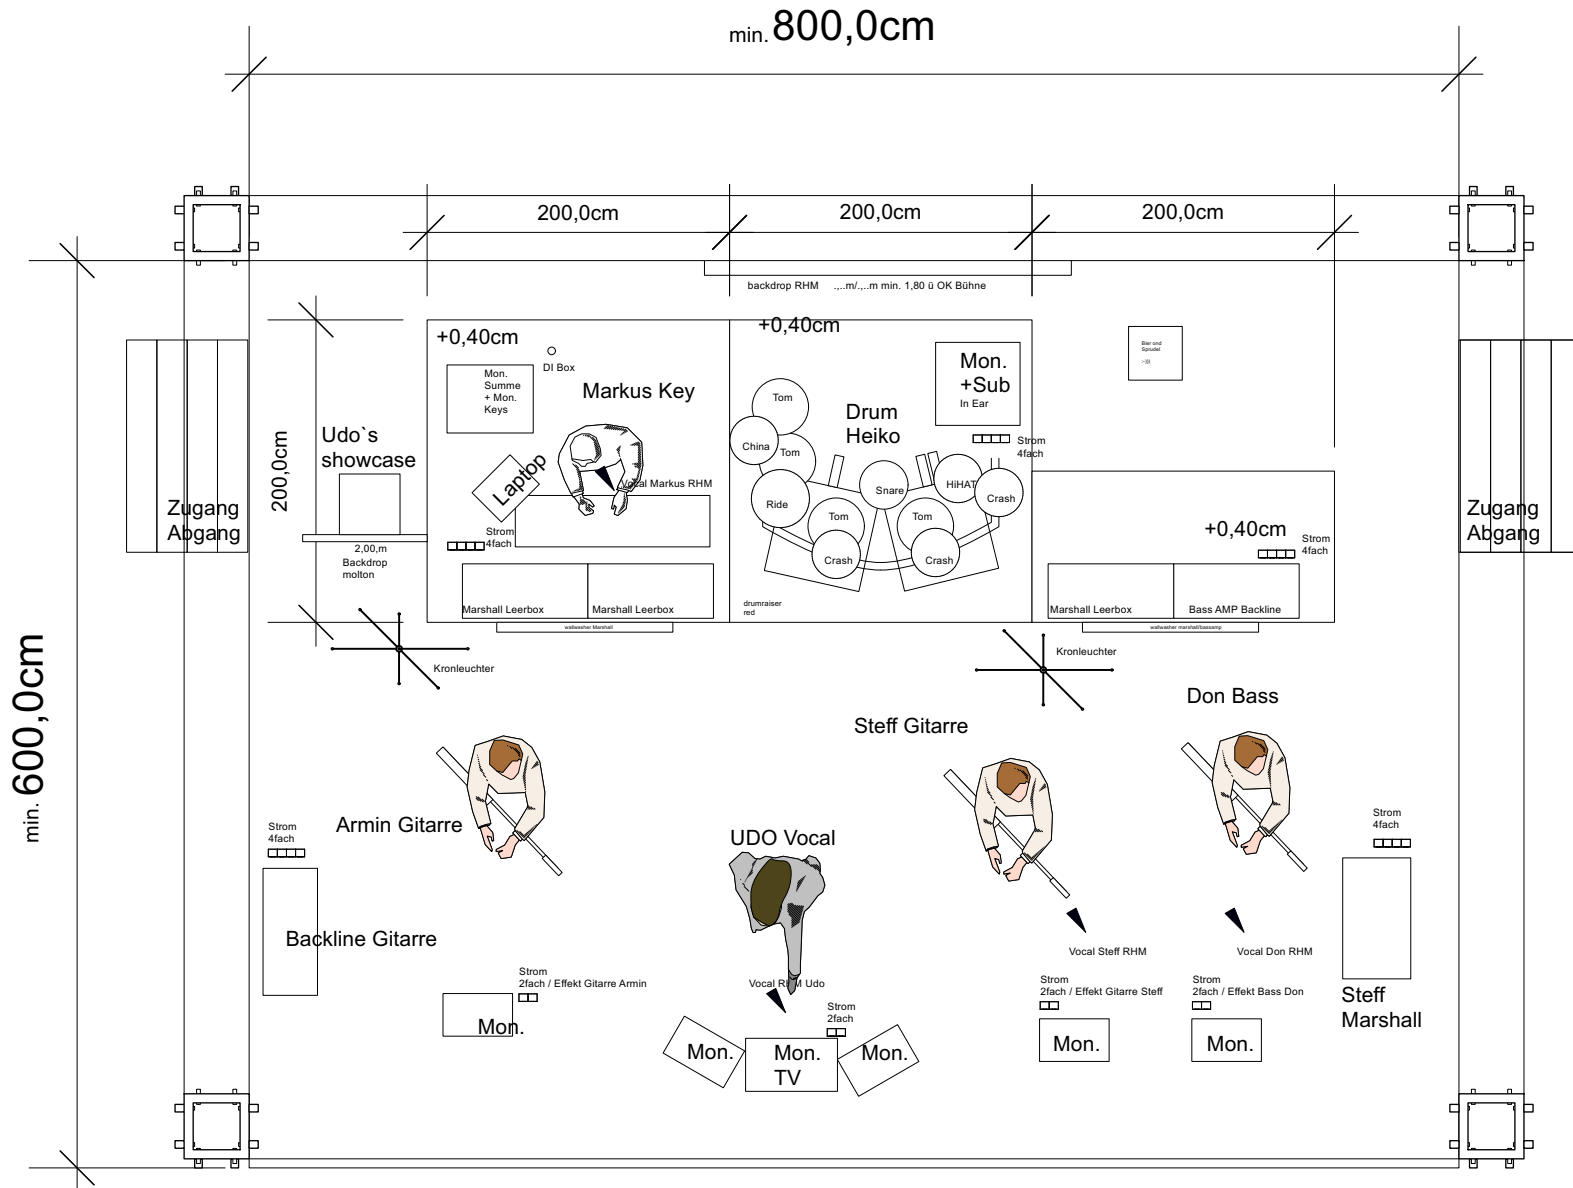 min. 800,0cm
200,0cm
200,0cm
200,0cm
backdrop RHM .,..m/.,..m min. 1,80 ü OK Bühne
+0,40cm
+0,40cm
DI Box
Mon.
Summe
+ Mon.
Keys
Markus Key
Mon.
+Sub
In Ear
Bier ond
Sprudel
:-)))
Udo`s
showcase
200,0cm
Laptop
Vocal Markus RHM
Tom
China
Tom
Ride
Drum
Heiko
Snare
HiHAT
Crash
Tom
Tom
Crash
Crash
Strom
4fach
Zugang
Abgang
Zugang
Abgang
+0,40cm
Strom
4fach
Strom
4fach
2,00,m
Backdrop
molton
Marshall Leerbox
Marshall Leerbox
drumraiser
red
Marshall Leerbox
Bass AMP Backline
wallwasher Marshall
wallwasher marshall/bassamp
Kronleuchter
Kronleuchter
min. 600,0cm
Don Bass
Steff Gitarre
Armin Gitarre
UDO Vocal
Strom
4fach
Strom
4fach
Backline Gitarre
Vocal Steff RHM
Vocal Don RHM
Strom
2fach / Effekt Gitarre Armin
Vocal RHM Udo
Strom
2fach / Effekt Gitarre Steff
Strom
2fach / Effekt Bass Don
Steff
Marshall
Mon.
Strom
2fach
Mon.
Mon.
TV
Mon.
Mon.
Mon.